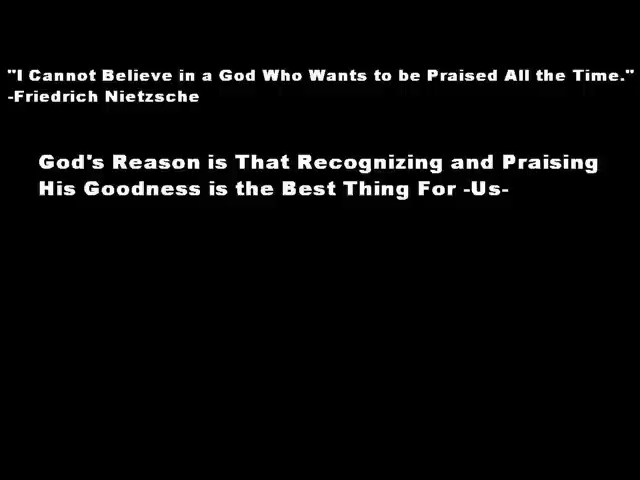 "I Cannot Believe in a God Who Wants to be Praised All the Time."
-Friedrich Nietzsche
God's Reason is That Recognizing and Praising
His Goodness is the Best Thing For -Us-